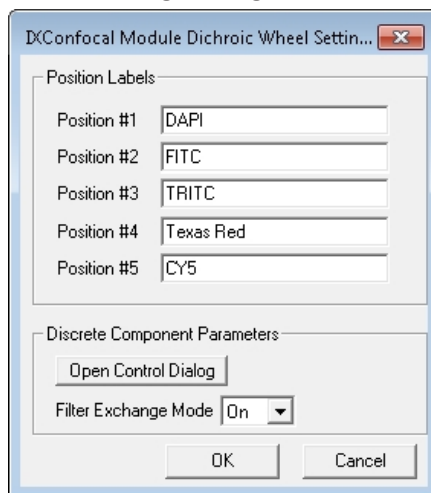 IXConfocal Module Dichroic Wheel Settin...
Position Labels
Position #1 DAPI
Position #2 FITC
Position #3 TRITC
Position #4 Texas Red
Position #5 CY5
Discrete Component Parameters
Open Control Dialog
Filter Exchange Mode On
OK Cancel